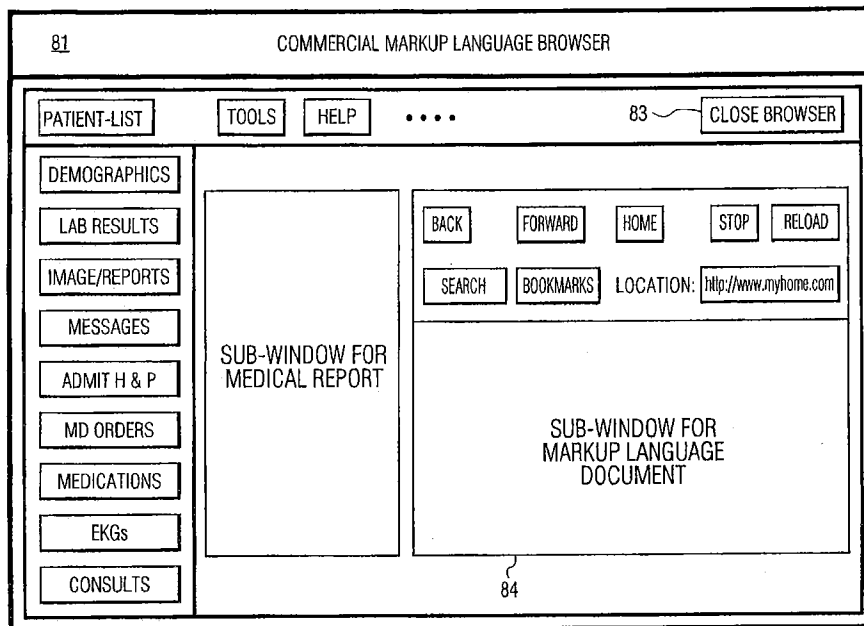 81 COMMERCIAL MARKUP LANGUAGE BROWSER
PATIENT-LIST TOOLS HELP •••• 83 CLOSE BROWSER
DEMOGRAPHICS
LAB RESULTS
IMAGE/REPORTS
MESSAGES
ADMIT H & P
MD ORDERS
MEDICATIONS
EKGs
CONSULTS
SUB-WINDOW FOR
MEDICAL REPORT
BACK FORWARD HOME STOP RELOAD
SEARCH BOOKMARKS LOCATION: http://www.myhome.com
SUB-WINDOW FOR
MARKUP LANGUAGE
DOCUMENT
84